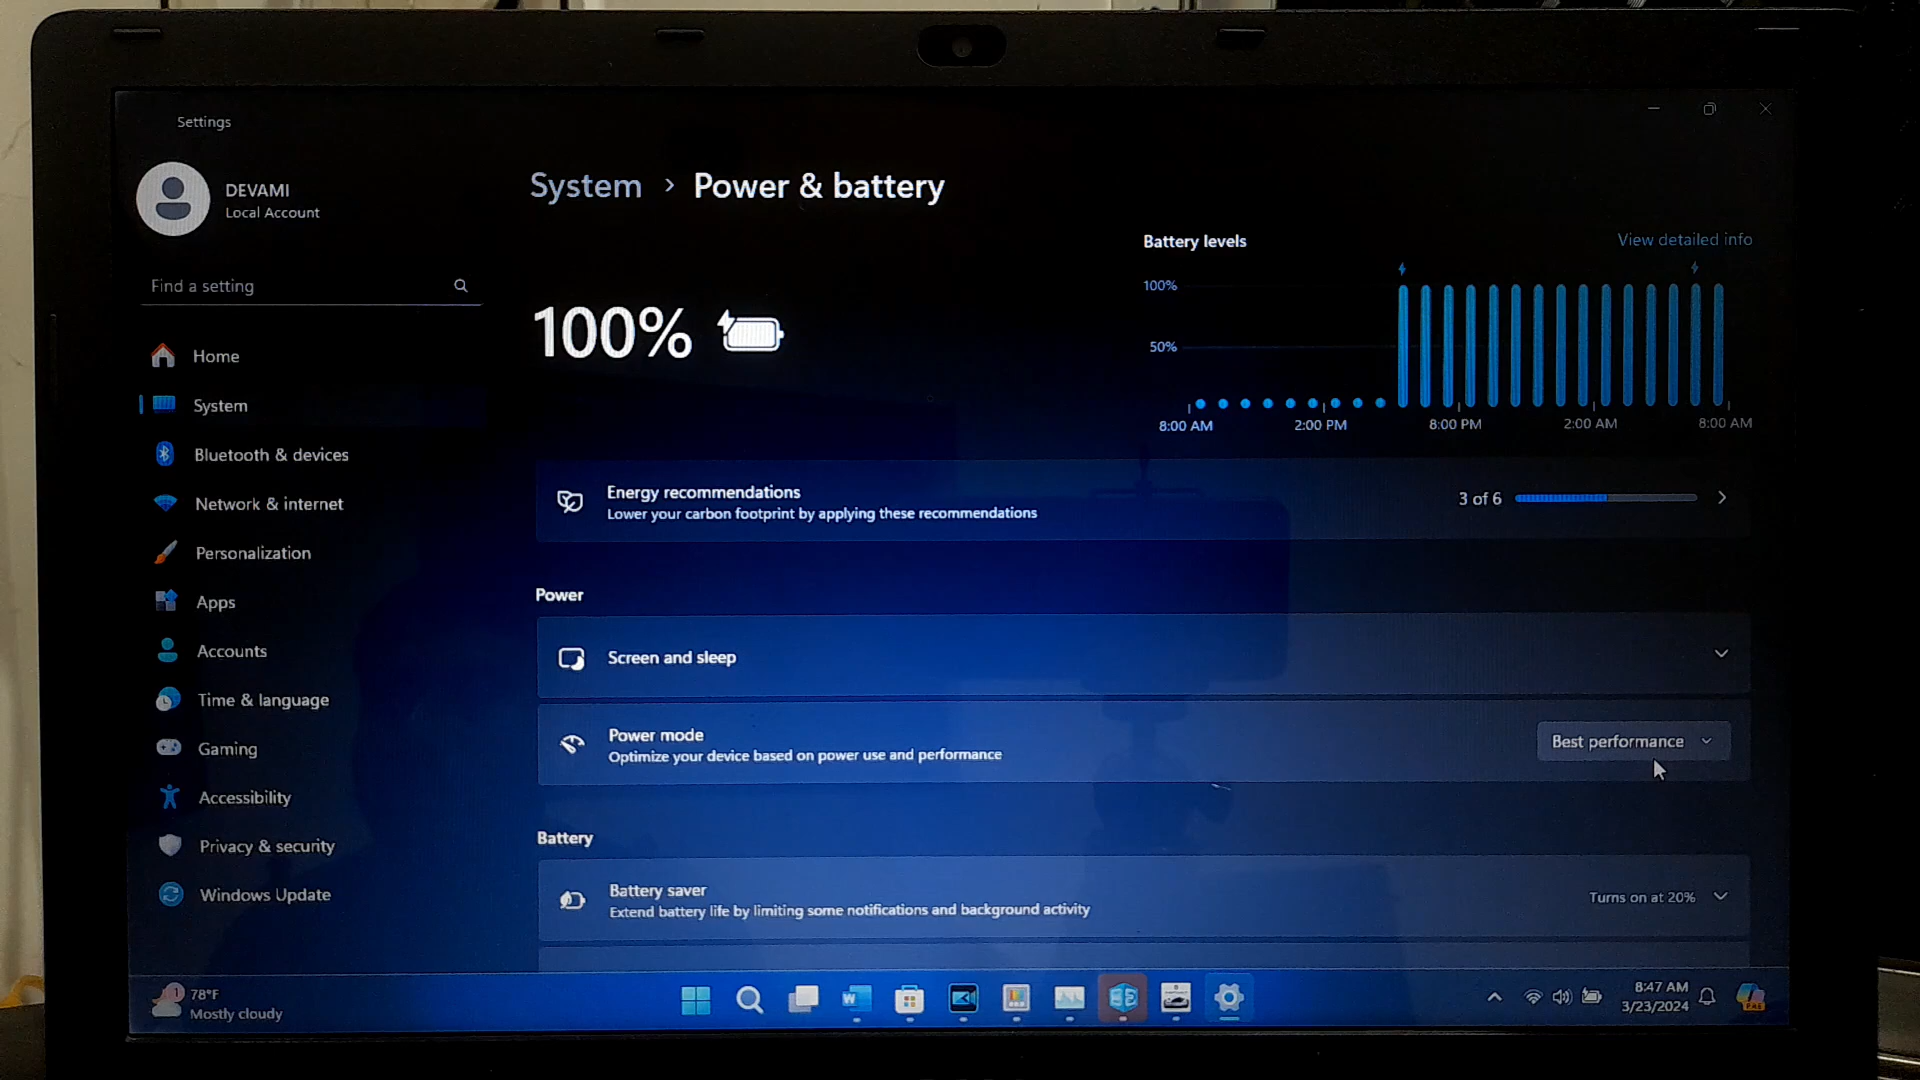 Settings
DEVAMI
Local Account
Find a setting
Home
System
Bluetooth & devices
Network & internet
Personalization
Apps
Accounts
Time & language
Gaming
Accessibility
Privacy & security
Windows Update
System > Power & battery
100%
Battery levels
View detailed info
100%
50%
8:00 AM 2:00 PM 8:00 PM 2:00 AM 8:00 AM
Energy recommendations
Lower your carbon footprint by applying these recommendations
3 of 6
Power
Screen and sleep
Power mode
Optimize your device based on power use and performance
Best performance
Battery
Battery saver
Extend battery life by limiting some notifications and background activity
Turns on at 20%
1
78°F
Mostly cloudy
W
8:47 AM
3/23/2024